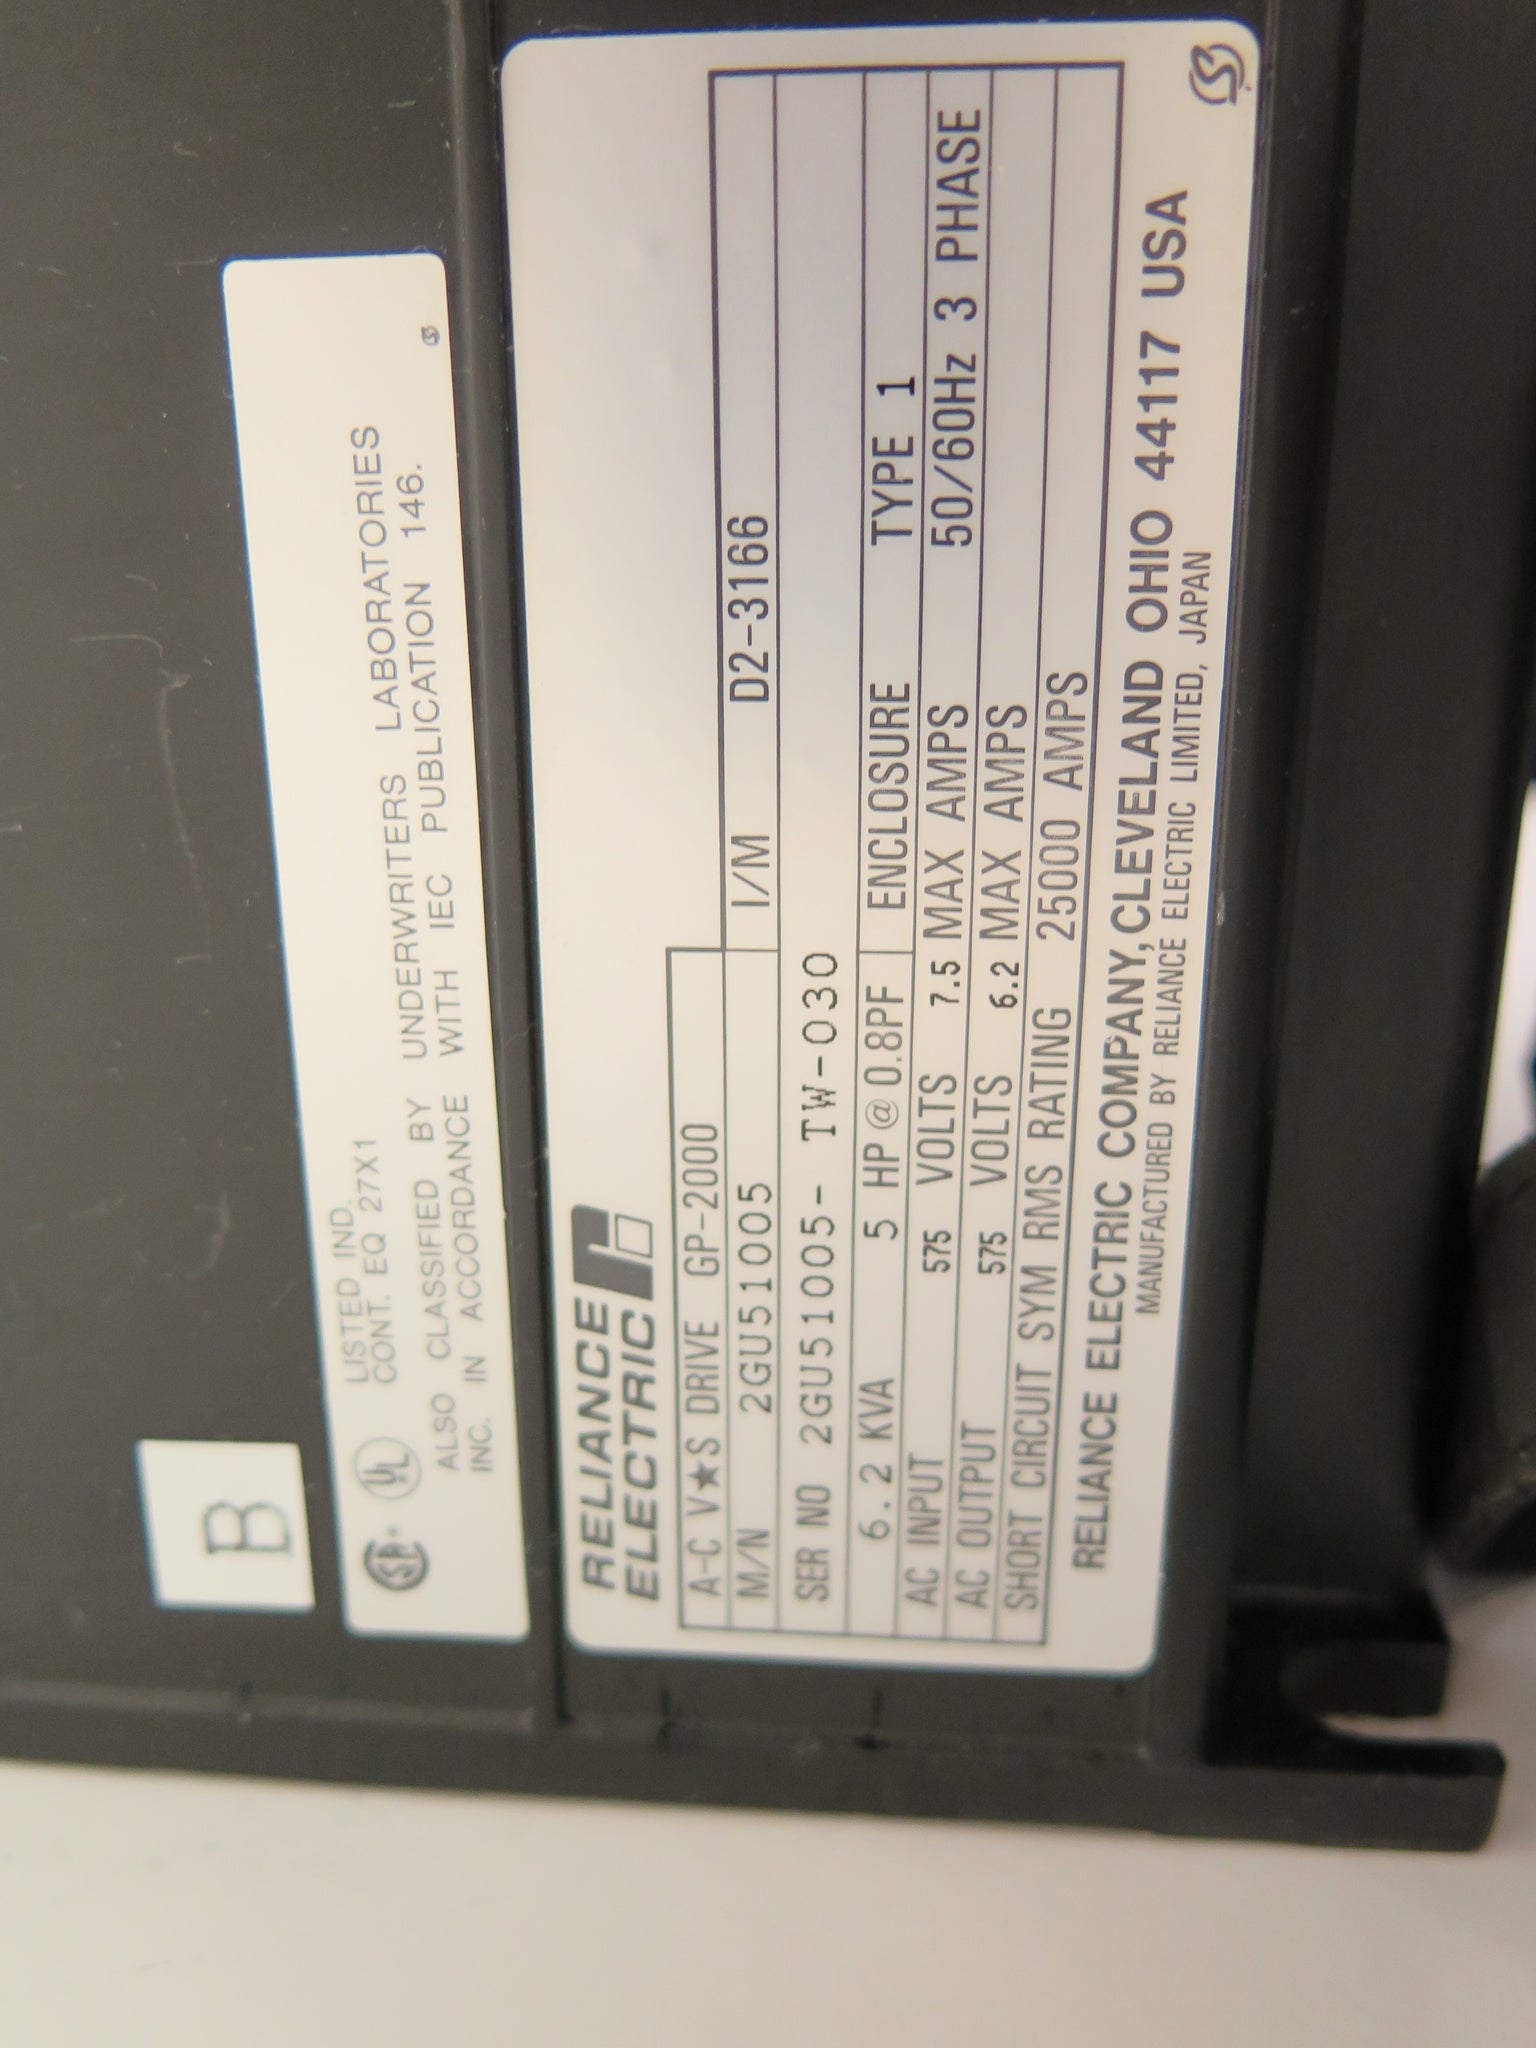 B
LISTED IND.
CONT. EQ 27X1
ALSO CLASSIFIED BY UNDERWRITERS LABORATORIES
INC. IN ACCORDANCE WITH IEC PUBLICATION 146.
RELIANCE
ELECTRIC
A-C V★S DRIVE GP-2000
M/N 2GU51005 I/M D2-3166
SER NO 2GU51005- TW-030
6.2 KVA 5 HP @ 0.8PF ENCLOSURE TYPE 1
AC INPUT 575 VOLTS 7.5 MAX AMPS 50/60Hz 3 PHASE
AC OUTPUT 575 VOLTS 6.2 MAX AMPS
SHORT CIRCUIT SYM RMS RATING 25000 AMPS
RELIANCE ELECTRIC COMPANY, CLEVELAND OHIO 44117 USA
MANUFACTURED BY RELIANCE ELECTRIC LIMITED, JAPAN